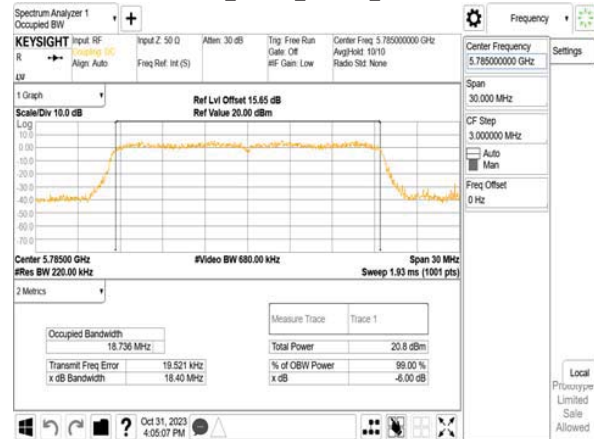 Spectrum Analyzer 1
Occupied BW
Frequency
KEYSIGHT
R
LV
Input: RF
Coupling: DC
Align: Auto
Input Z: 50 Ω
Freq Ref: Int (S)
Atten: 30 dB
Trig: Free Run
Gate: Off
#IF Gain: Low
Center Freq: 5.785000000 GHz
Avg|Hold: 10/10
Radio Std: None
1 Graph
Scale/Div 10.0 dB
Ref Lvl Offset 15.65 dB
Ref Value 20.00 dBm
Log
10.0
0.00
-10.0
-20.0
-30.0
-40.0
-50.0
-60.0
-70.0
Center 5.78500 GHz
#Res BW 220.00 kHz
#Video BW 680.00 kHz
Span 30 MHz
Sweep 1.93 ms (1001 pts)
2 Metrics
Measure Trace
Trace 1
Occupied Bandwidth
18.736 MHz
Total Power
20.8 dBm
Transmit Freq Error
19.521 kHz
% of OBW Power
99.00 %
x dB Bandwidth
18.40 MHz
x dB
-6.00 dB
Oct 31, 2023
4:05:07 PM
Center Frequency
5.785000000 GHz
Settings
Span
30.000 MHz
CF Step
3.000000 MHz
Auto
Man
Freq Offset
0 Hz
Local
Prototype
Limited
Sale
Allowed